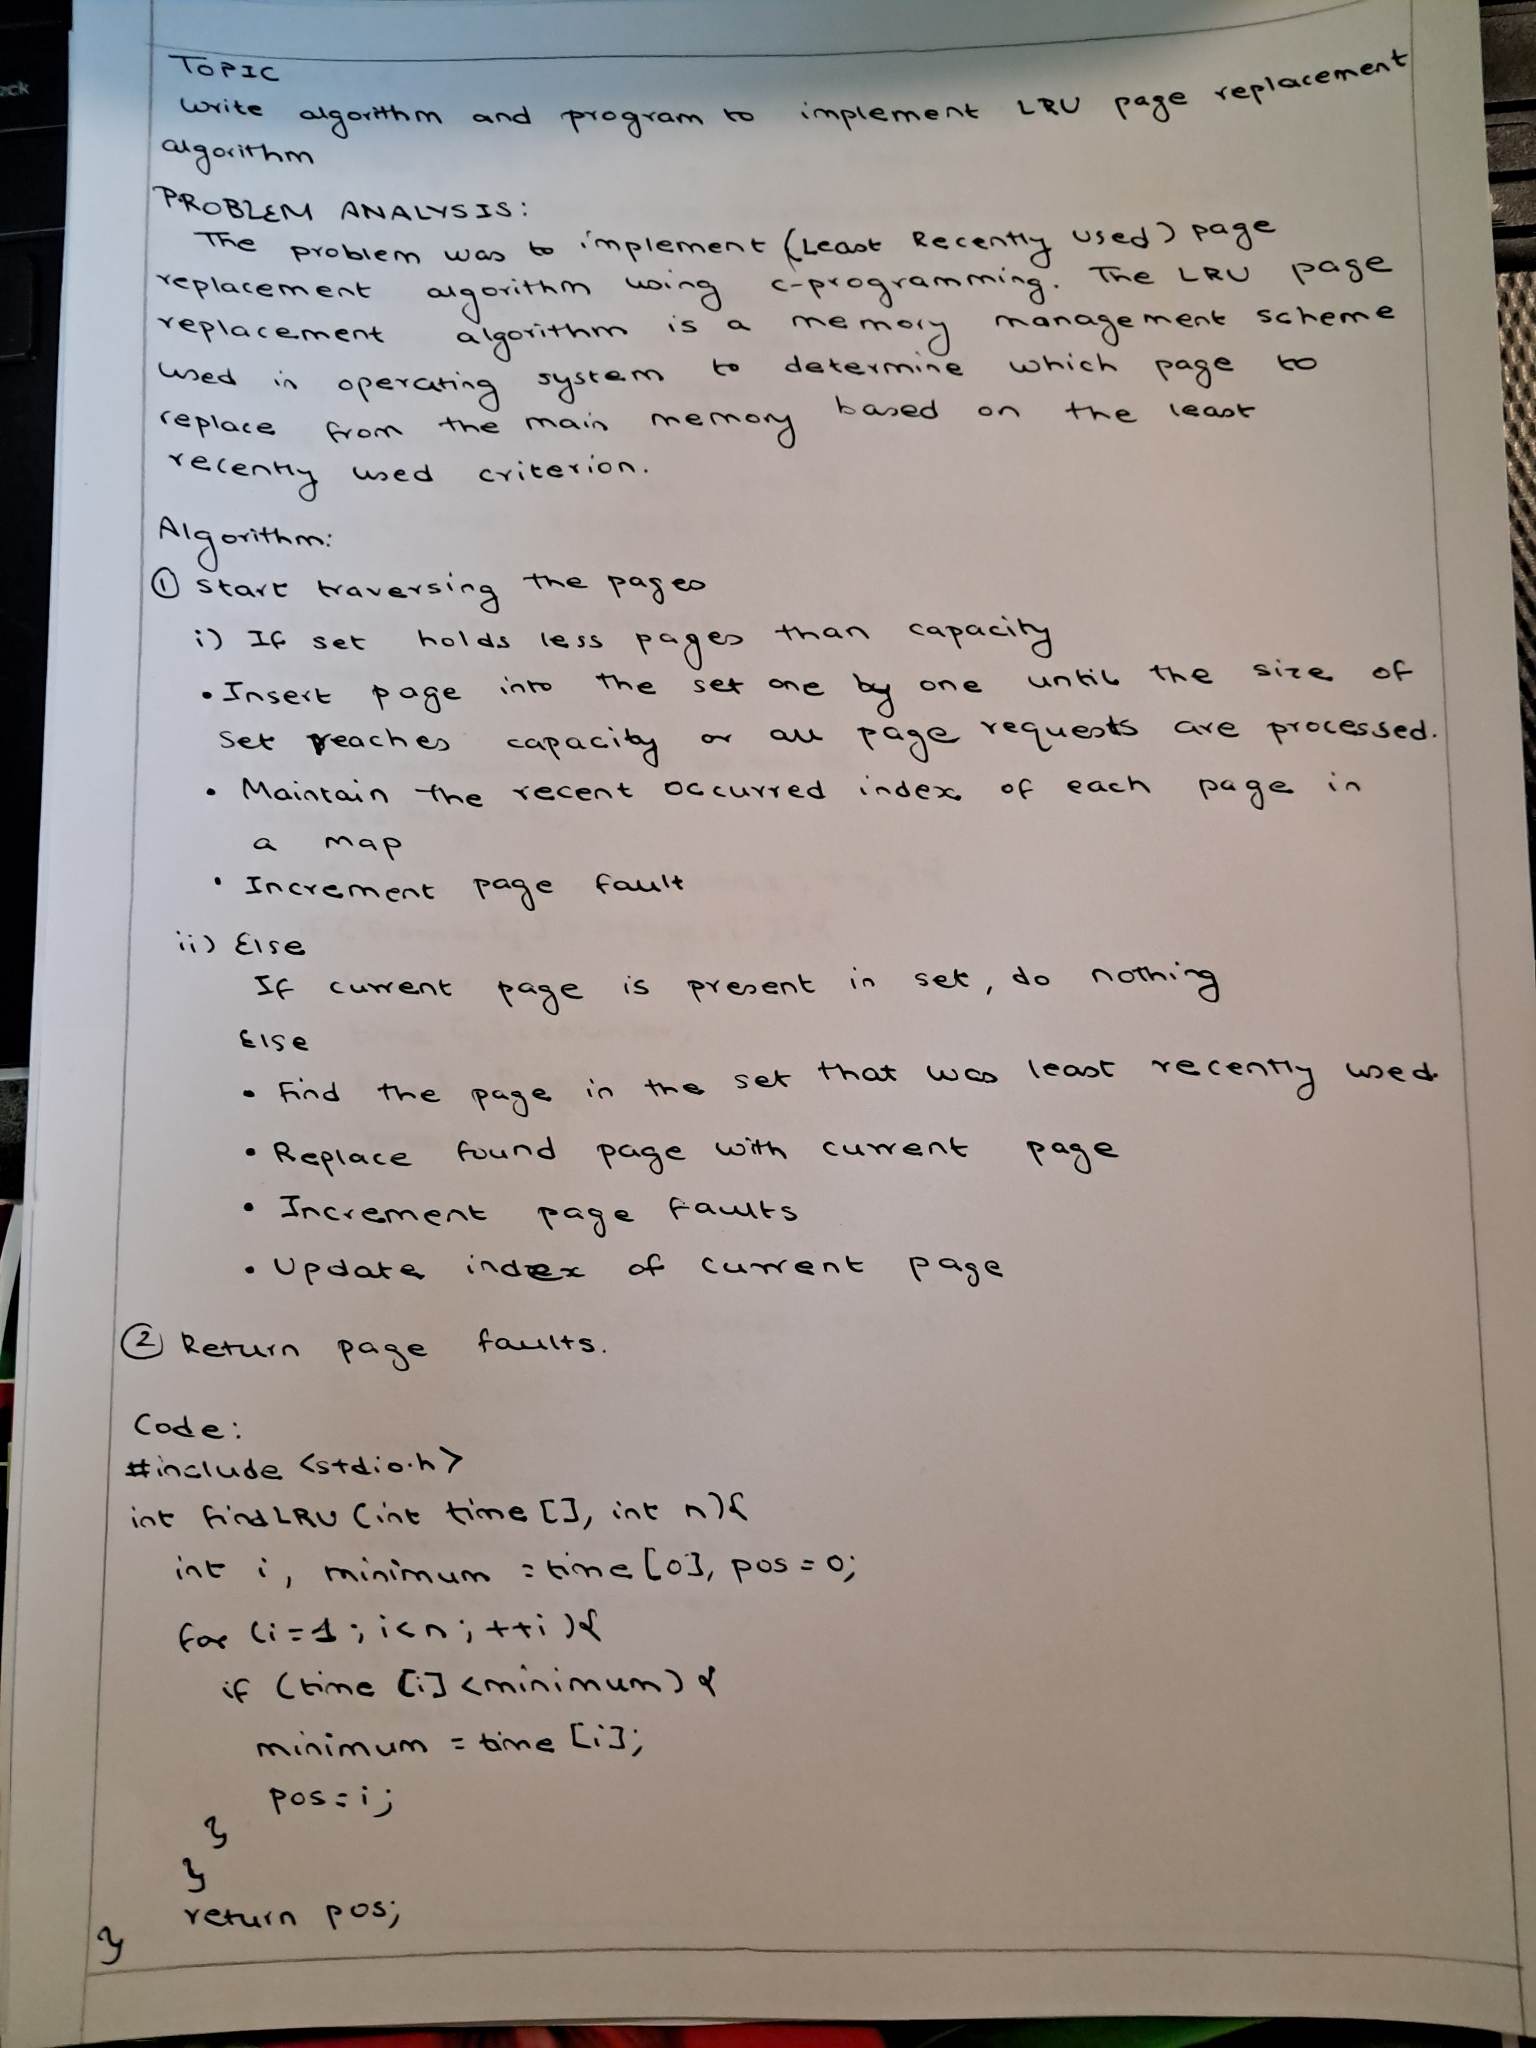 TOPIC
Write algorithm and program to implement LRU page replacement
algorithm
PROBLEM ANALYSIS:
The problem was to implement (Least Recently Used) page
replacement algorithm using c-programming. The LRU page
replacement algorithm is a memory management scheme
used in operating system to determine which page to
replace from the main memory based on the least
recently used criterion.
Algorithm:
① Start traversing the pages
i) If set holds less pages than capacity
• Insert page into the set one by one until the size of
set reaches capacity or all page requests are processed.
• Maintain the recent occurred index of each page in
a map
• Increment page fault
ii) Else
If current page is present in set, do nothing
Else
• Find the page in the set that was least recently used.
• Replace found page with current page
• Increment page faults
• Update index of current page
② Return page faults.
Code:
#include <stdio.h>
int findLRU (int time [], int n){
int i, minimum = time [0], pos = 0;
for (i=1; i<n; ++i){
if (time [i] <minimum) {
minimum = time [i];
pos = i;
}
}
return pos;
}